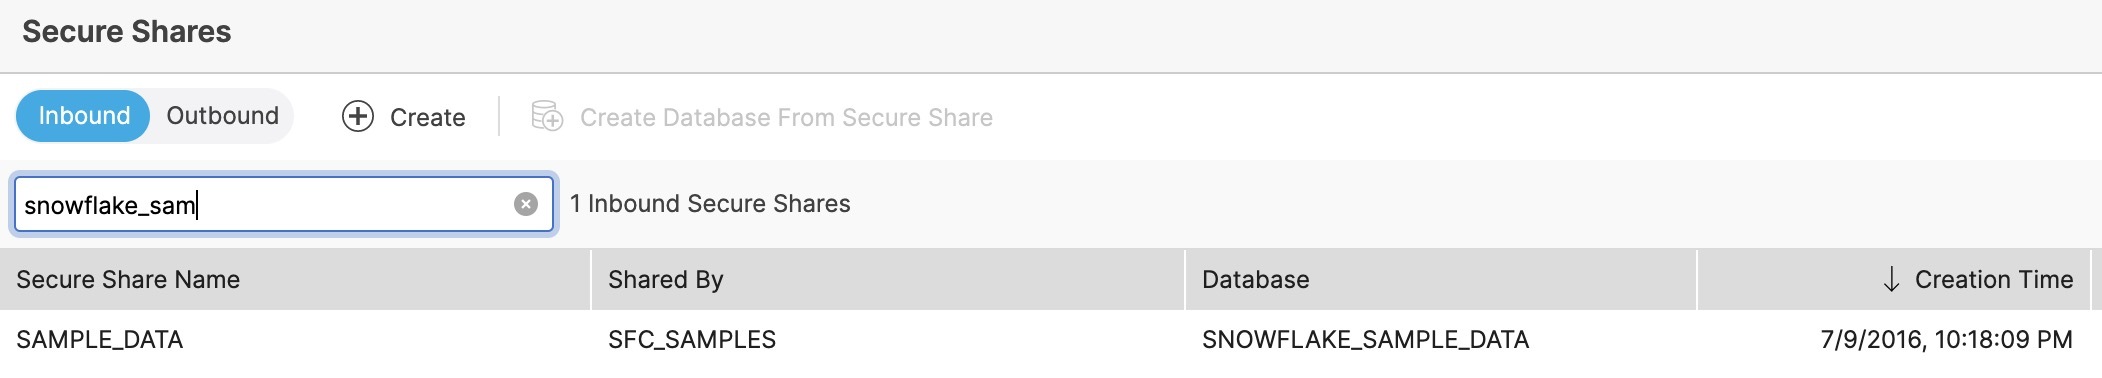 Secure Shares
Inbound Outbound Create Create Database From Secure Share
snowflake_sam 1 Inbound Secure Shares
Secure Share Name Shared By Database Creation Time
SAMPLE_DATA SFC_SAMPLES SNOWFLAKE_SAMPLE_DATA 7/9/2016, 10:18:09 PM